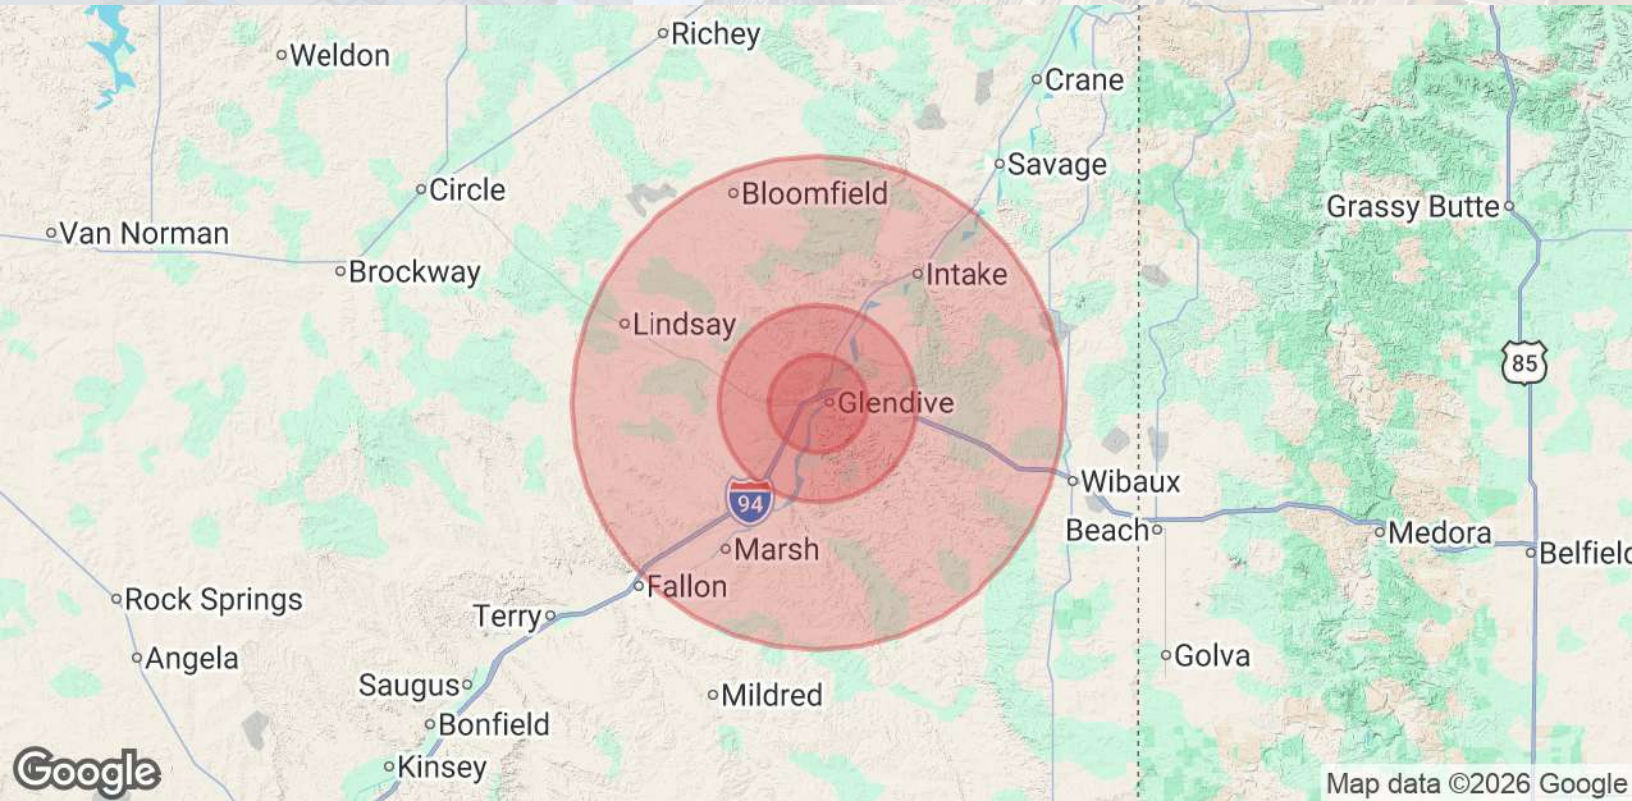 Richey
Weldon
Crane
Savage
Circle
Bloomfield
Grassy Butte
Van Norman
Brockway
Intake
Lindsay
85
Glendive
Wibaux
94
Beach
Medora
Marsh
Belfield
Fallon
Rock Springs
Terry
Angela
Golva
Saugus
Mildred
Bonfield
Kinsey
Google
Map data ©2026 Google